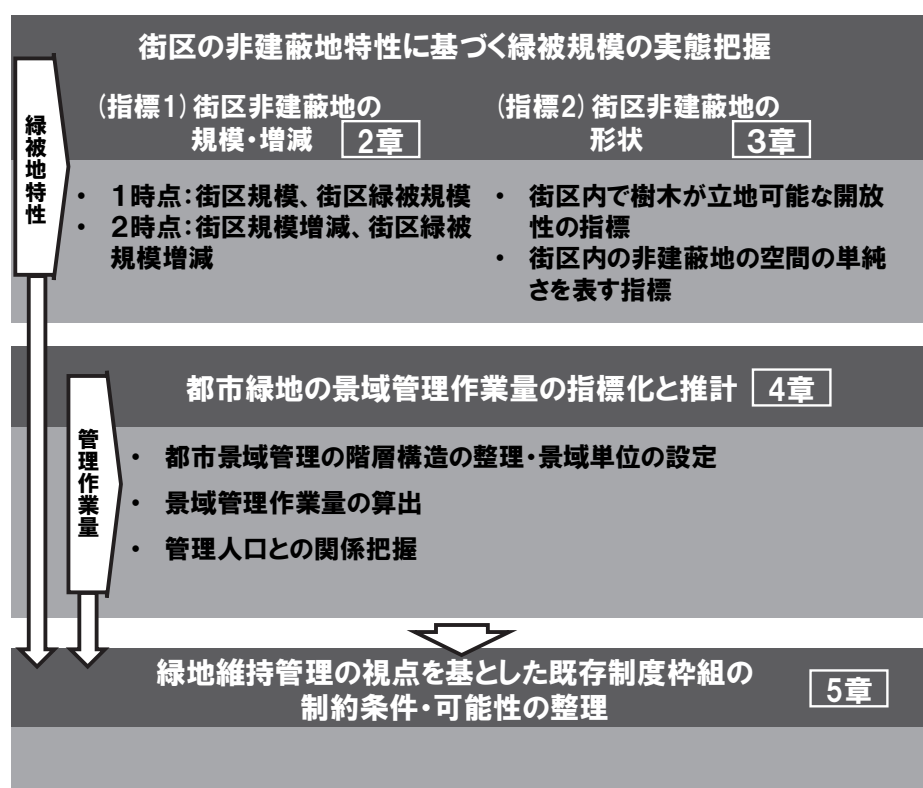 街区の非建蔽地特性に基づく緑被規模の実態把握
緑被地特性
(指標1)街区非建蔽地の
規模・増減 2章
(指標2)街区非建蔽地の
形状 3章
・ 1時点:街区規模、街区緑被規模
・ 2時点:街区規模増減、街区緑被
規模増減
・ 街区内で樹木が立地可能な開放
性の指標
・ 街区内の非建蔽地の空間の単純
さを表す指標
都市緑地の景域管理作業量の指標化と推計 4章
管理作業量
・ 都市景域管理の階層構造の整理・景域単位の設定
・ 景域管理作業量の算出
・ 管理人口との関係把握
緑地維持管理の視点を基とした既存制度枠組の
制約条件・可能性の整理
5章